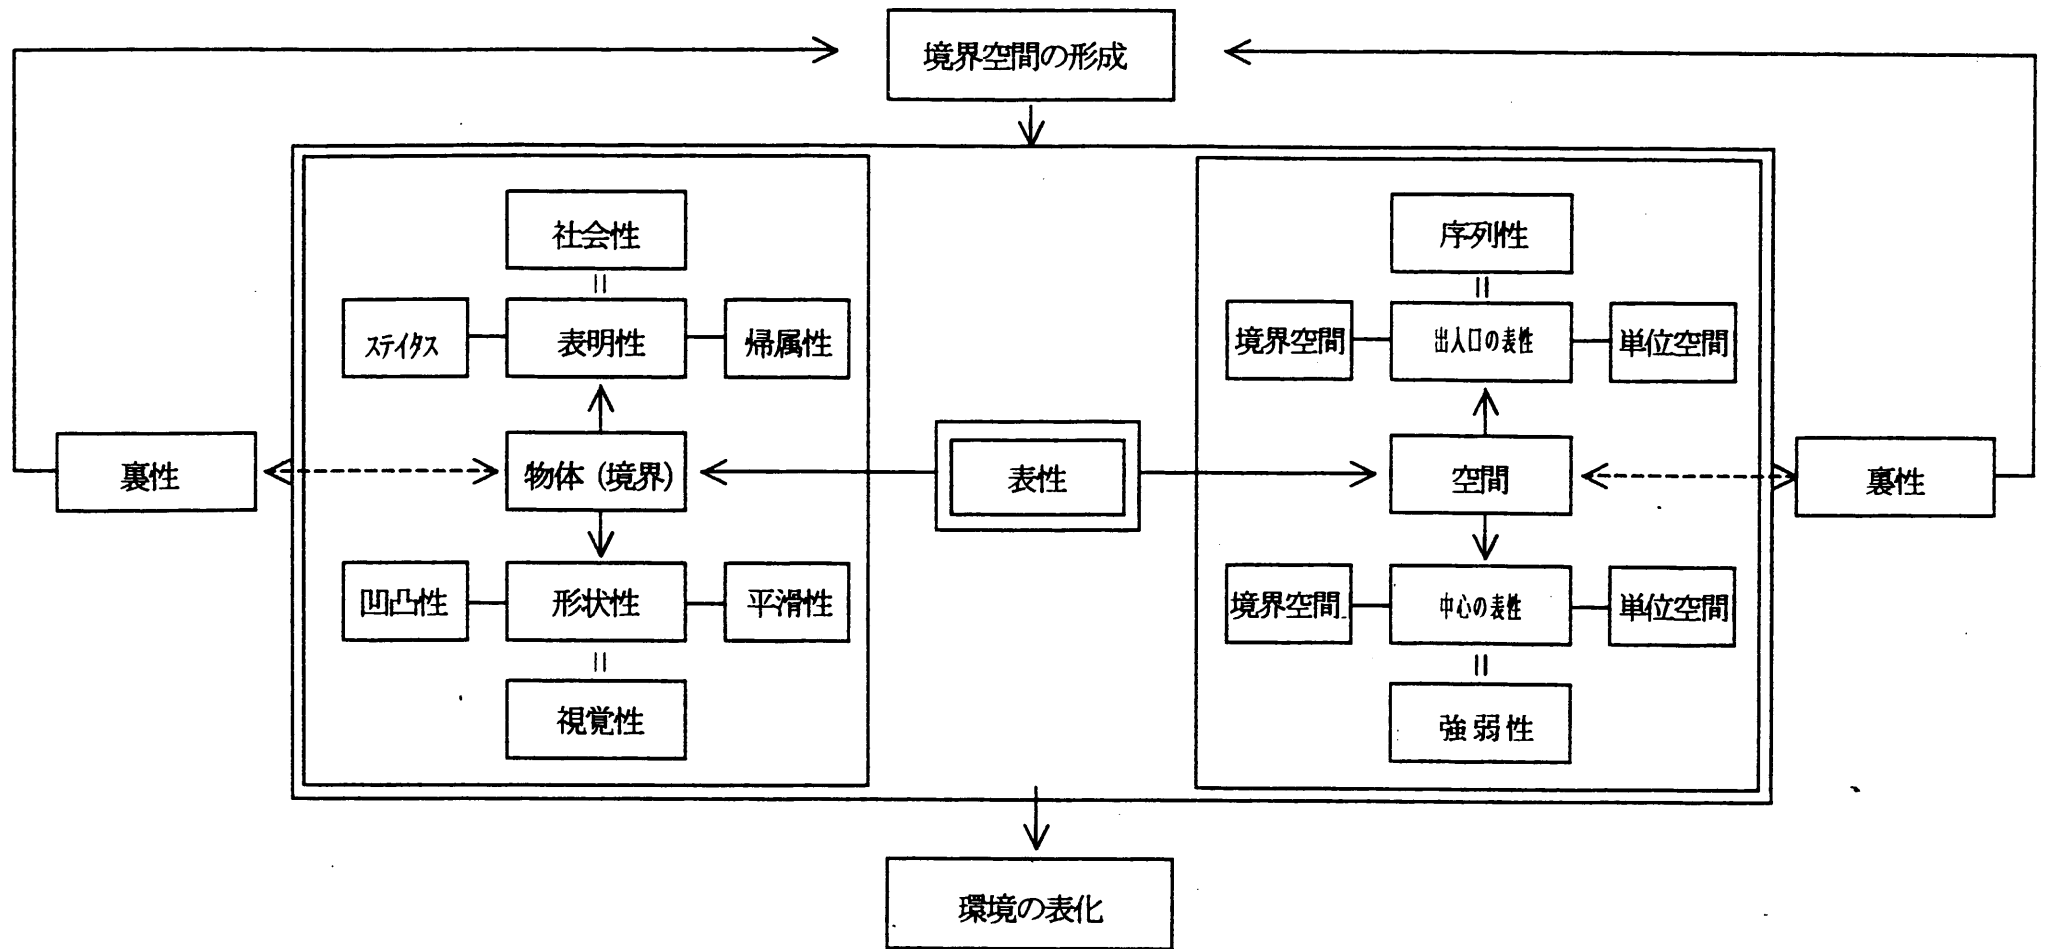 境界空間の形成
社会性
ステイタス
表明性
帰属性
裏性
物体（境界）
凹凸性
形状性
平滑性
視覚性
表性
序列性
境界空間
出入口の表性
単位空間
空間
裏性
境界空間
中心の表性
単位空間
強弱性
環境の表化